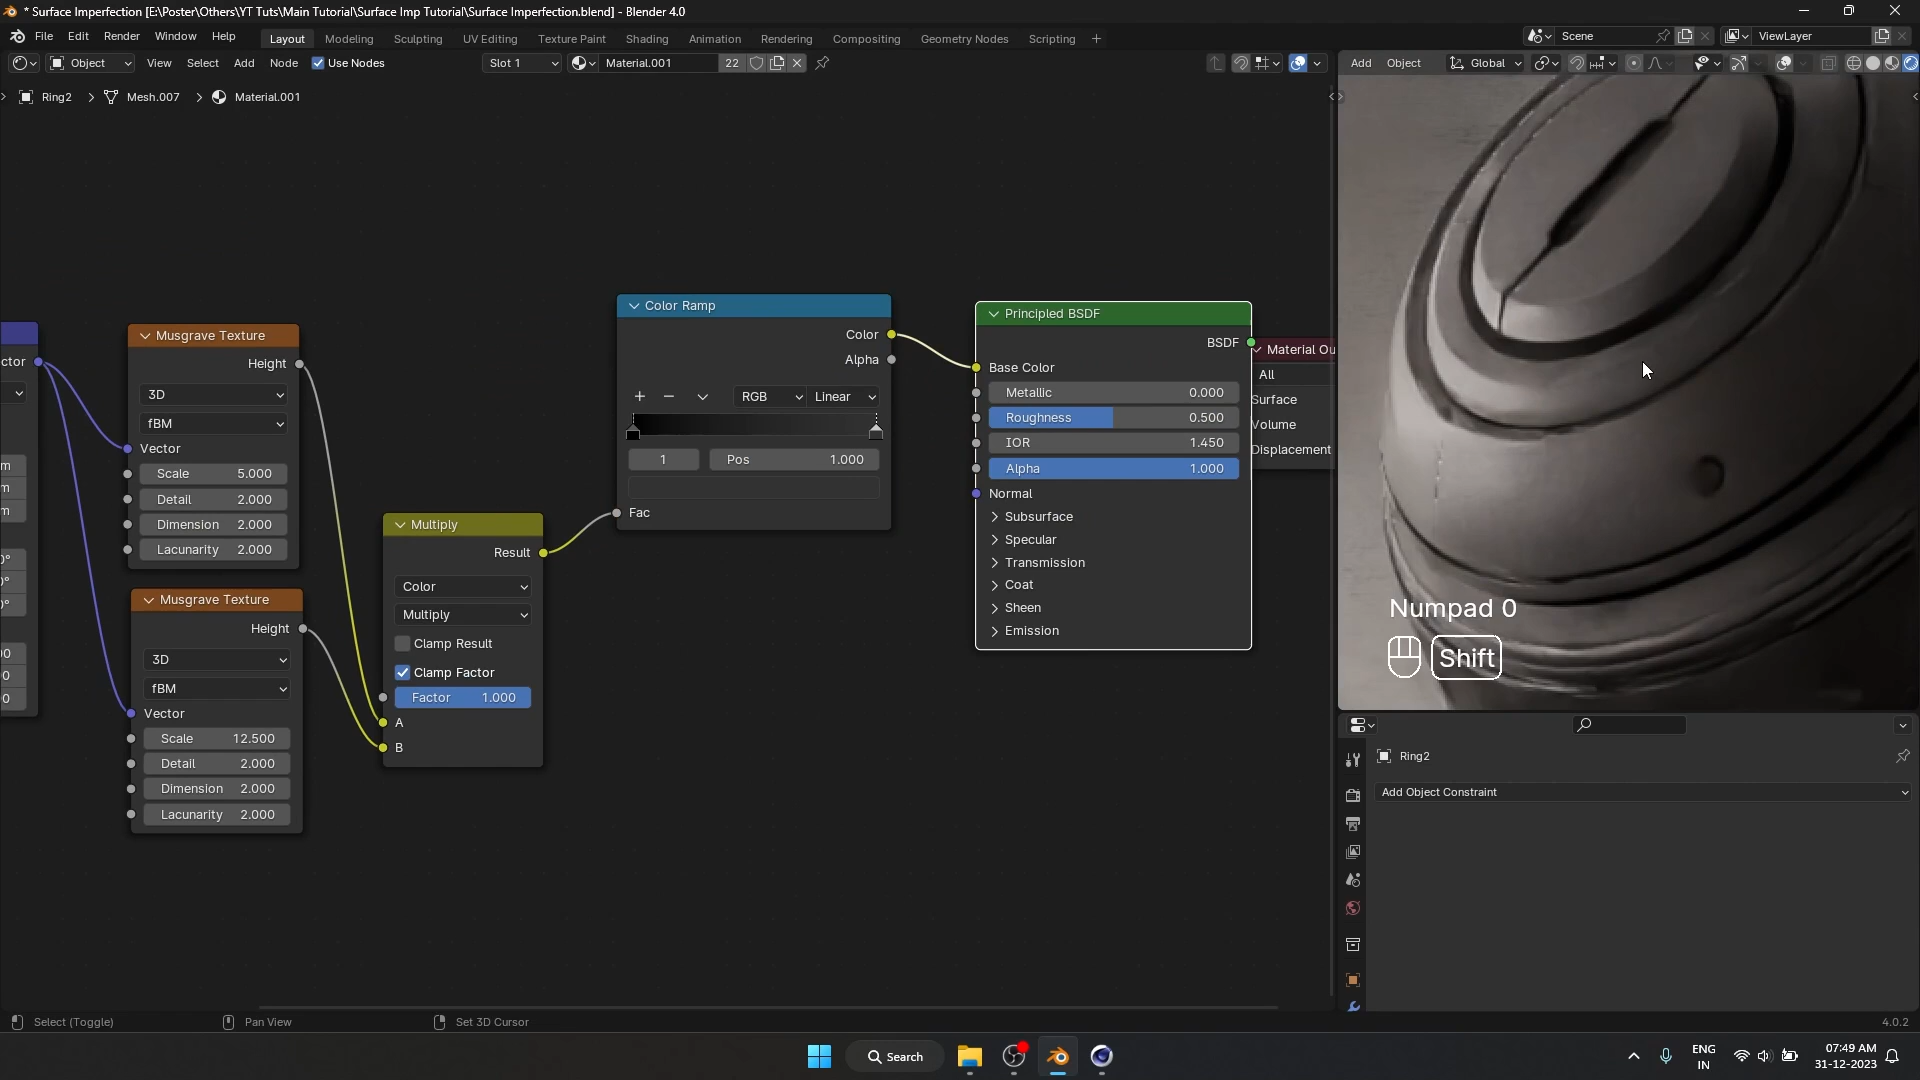 * Surface Imperfection [E:\Poster\Others\YT Tuts\Main Tutorial\Surface Imp Tutorial\Surface Imperfection.blend] - Blender 4.0
File Edit Render Window Help Layout Modeling Sculpting UV Editing Texture Paint Shading Animation Rendering Compositing Geometry Nodes Scripting + Scene ViewLayer
Object View Select Add Node Use Nodes Slot 1 Material.001 22 Add Object Global
Ring2 > Mesh.007 > Material.001
Color Ramp
Color
Alpha
RGB Linear
1 Pos 1.000
Fac
Principled BSDF
BSDF
Base Color
Metallic 0.000
Roughness 0.500
IOR 1.450
Alpha 1.000
Normal
Subsurface
Specular
Transmission
Coat
Sheen
Emission
Material Ou
All
Surface
Volume
Displacement
ctor
m
m
m
0°
0°
0°
00
0
0
Musgrave Texture
Height
3D
fBM
Vector
Scale 5.000
Detail 2.000
Dimension 2.000
Lacunarity 2.000
Musgrave Texture
Height
3D
fBM
Vector
Scale 12.500
Detail 2.000
Dimension 2.000
Lacunarity 2.000
Multiply
Result
Color
Multiply
Clamp Result
Clamp Factor
Factor 1.000
A
B
Numpad 0
Shift
Ring2
Add Object Constraint
Select (Toggle) Pan View Set 3D Cursor 4.0.2
Search
ENG
IN
07:49 AM
31-12-2023